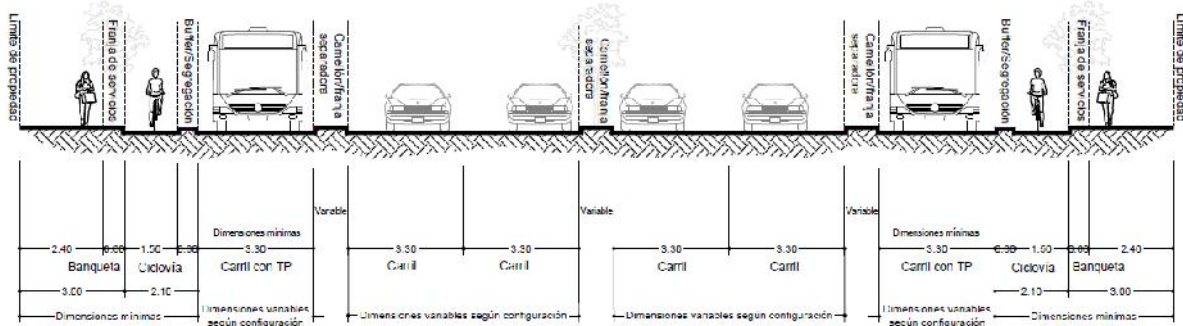 Límite de propiedad
Franja de servicios
Buffer/Segregación
Camellón/franja separadora
Camellón/franja separadora
Camellón/franja separadora
Buffer/Segregación
Franja de servicios
Límite de propiedad
Variable Variable Variable
Dimensiones mínimas Dimensiones mínimas
2.40 0.60 1.50 3.30 3.30 3.30 3.30 3.30 3.30 1.50 2.40
Banqueta Ciclovía Carril con TP Carril Carril Carril Carril Carril con TP Ciclovía Banqueta
3.00 2.10 2.10 3.00
Dimensiones mínimas Dimensiones variables según configuración Dimensiones variables según configuración Dimensiones variables según configuración Dimensiones variables según configuración Dimensiones mínimas